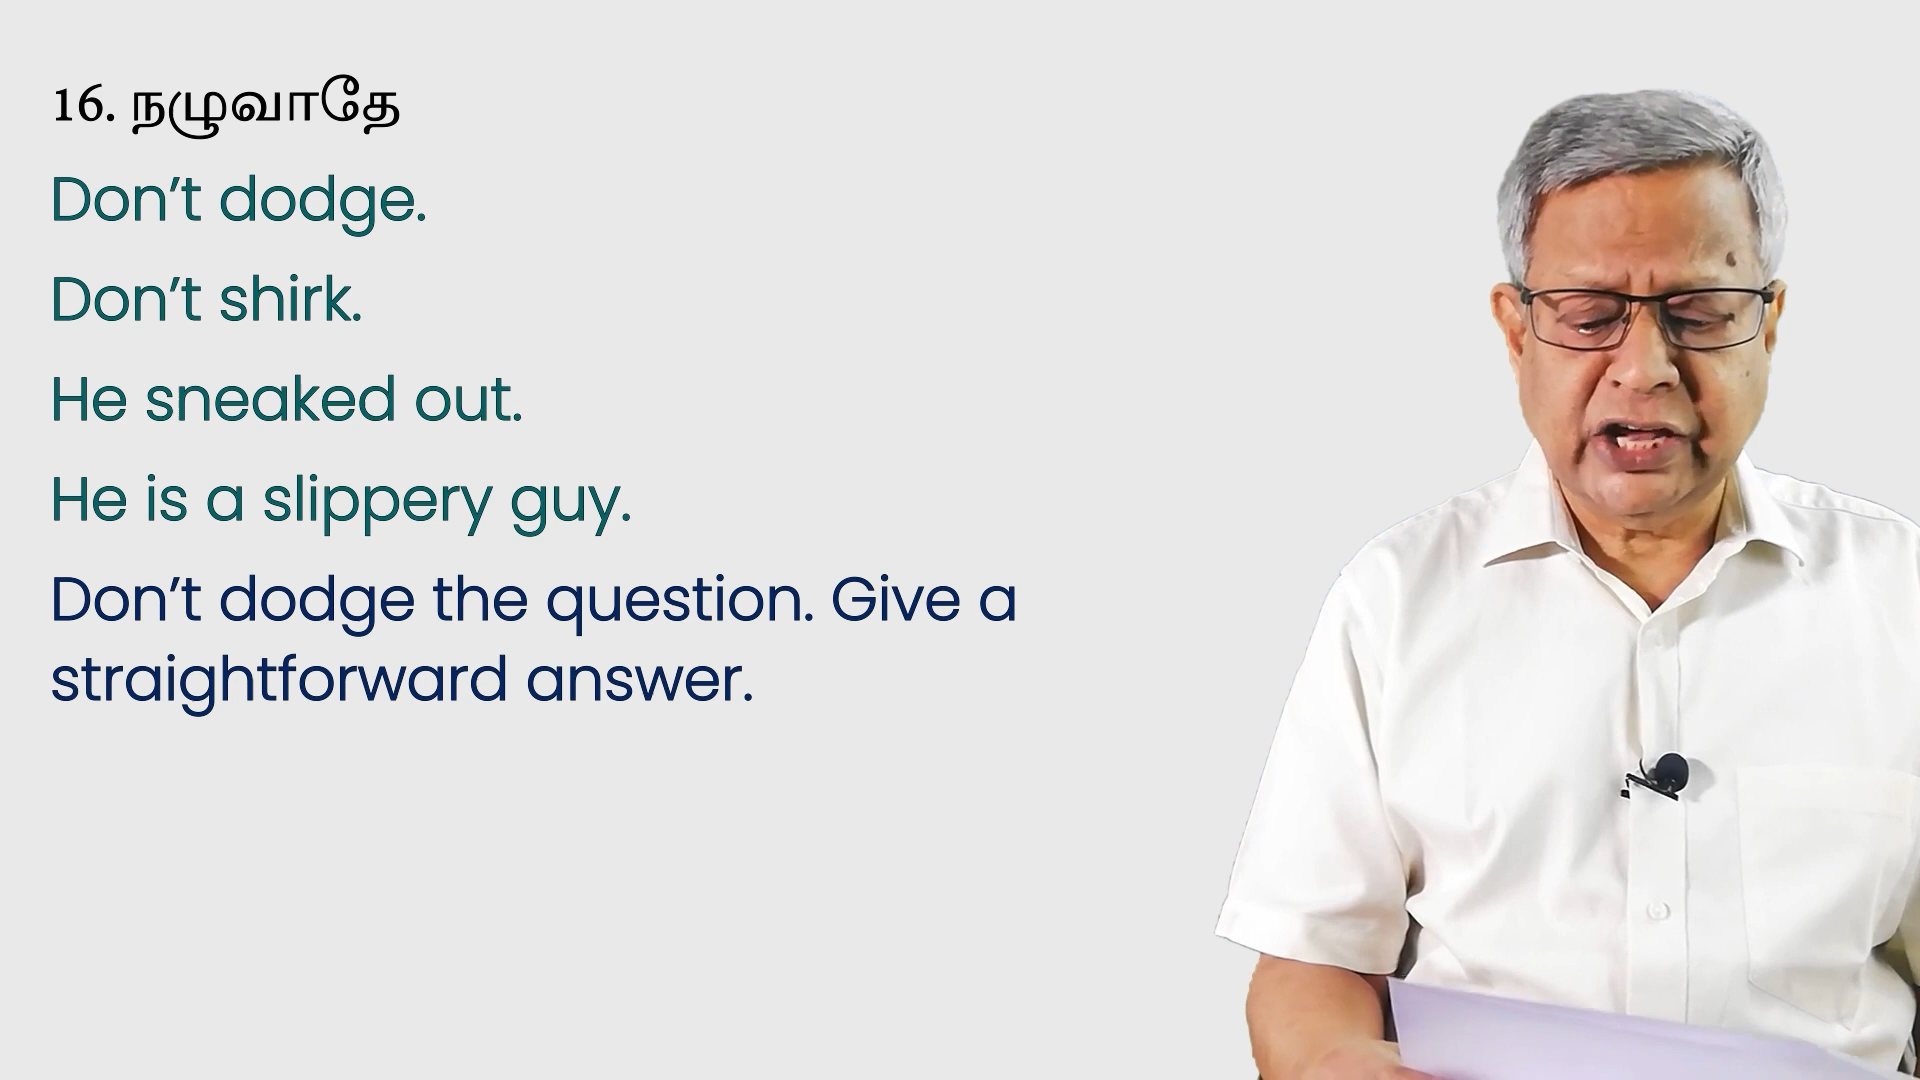 16. நழுவாதே
Don’t dodge.
Don’t shirk.
He sneaked out.
He is a slippery guy.
Don’t dodge the question. Give a
straightforward answer.